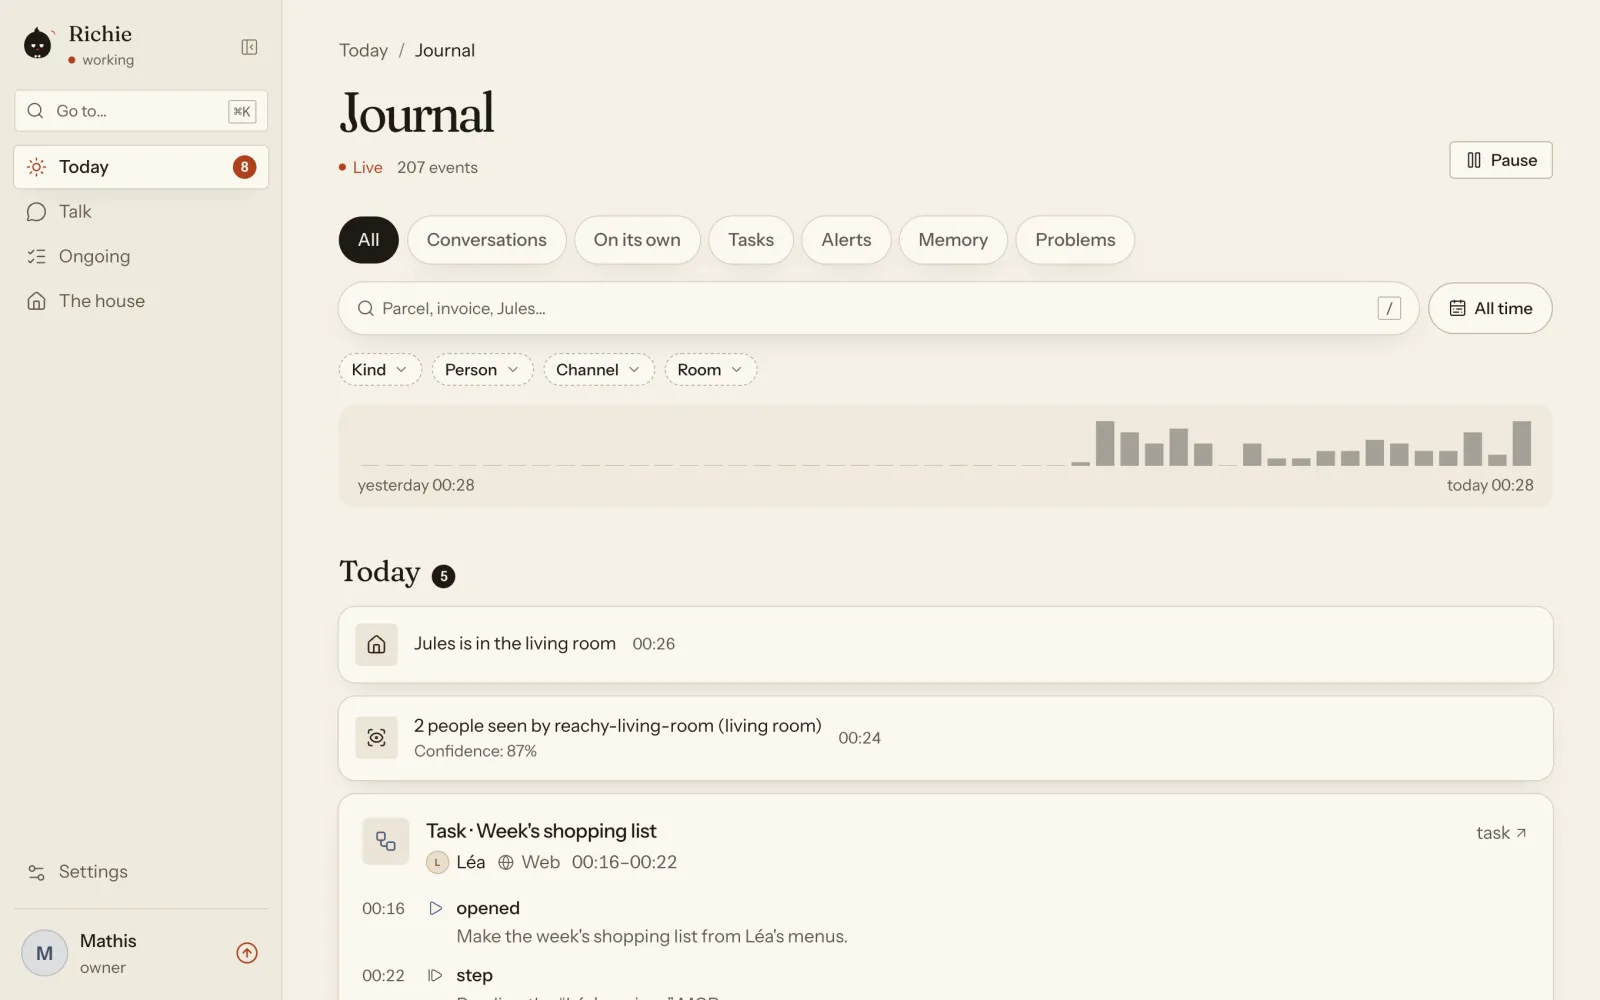 Richie
working
Go to...
⌘K
Today
8
Talk
Ongoing
The house
Settings
M
Mathis
owner
Today / Journal
Journal
Live 207 events
Pause
All
Conversations
On its own
Tasks
Alerts
Memory
Problems
Parcel, invoice, Jules...
/
All time
Kind
Person
Channel
Room
yesterday 00:28
today 00:28
Today 5
Jules is in the living room 00:26
2 people seen by reachy-living-room (living room)
Confidence: 87%
00:24
Task · Week's shopping list
task
L Léa Web 00:16–00:22
00:16 opened
Make the week's shopping list from Léa's menus.
00:22 step